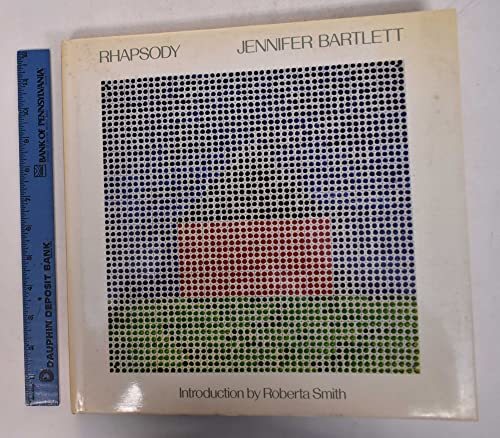 RHAPSODY JENNIFER BARTLETT
Introduction by Roberta Smith
BANK OF PENNSYLVANIA
DAUPHIN DEPOSIT BANK